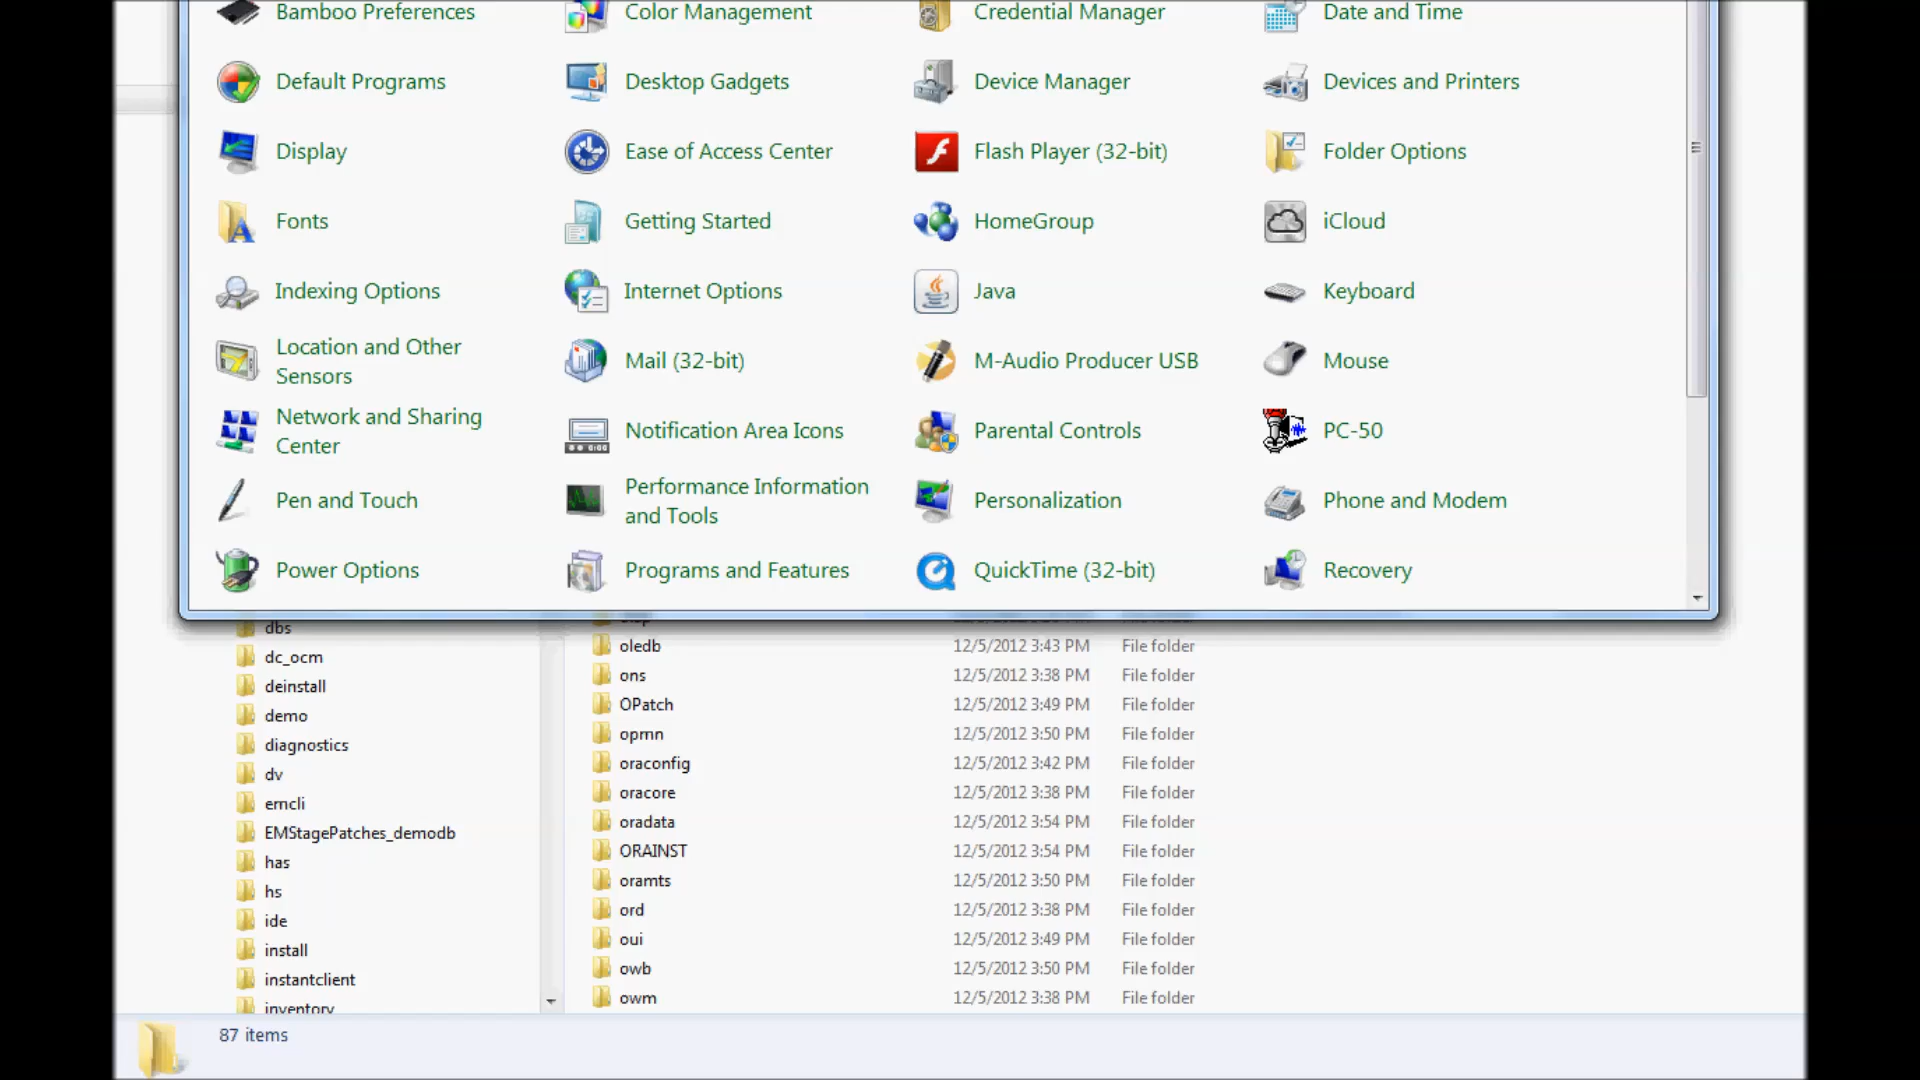 Bamboo Preferences
Color Management
Credential Manager
Date and Time
Default Programs
Desktop Gadgets
Device Manager
Devices and Printers
Display
Ease of Access Center
Flash Player (32-bit)
Folder Options
Fonts
Getting Started
HomeGroup
iCloud
Indexing Options
Internet Options
Java
Keyboard
Location and Other
Sensors
Mail (32-bit)
M-Audio Producer USB
Mouse
Network and Sharing
Center
Notification Area Icons
Parental Controls
PC-50
Pen and Touch
Performance Information
and Tools
Personalization
Phone and Modem
Power Options
Programs and Features
QuickTime (32-bit)
Recovery
dbs
dc_ocm
deinstall
demo
diagnostics
dv
emcli
EMStagePatches_demodb
has
hs
ide
install
instantclient
inventory
oledb 12/5/2012 3:43 PM File folder
ons 12/5/2012 3:38 PM File folder
OPatch 12/5/2012 3:49 PM File folder
opmn 12/5/2012 3:50 PM File folder
oraconfig 12/5/2012 3:42 PM File folder
oracore 12/5/2012 3:38 PM File folder
oradata 12/5/2012 3:54 PM File folder
ORAINST 12/5/2012 3:54 PM File folder
oramts 12/5/2012 3:50 PM File folder
ord 12/5/2012 3:38 PM File folder
oui 12/5/2012 3:49 PM File folder
owb 12/5/2012 3:50 PM File folder
owm 12/5/2012 3:38 PM File folder
87 items